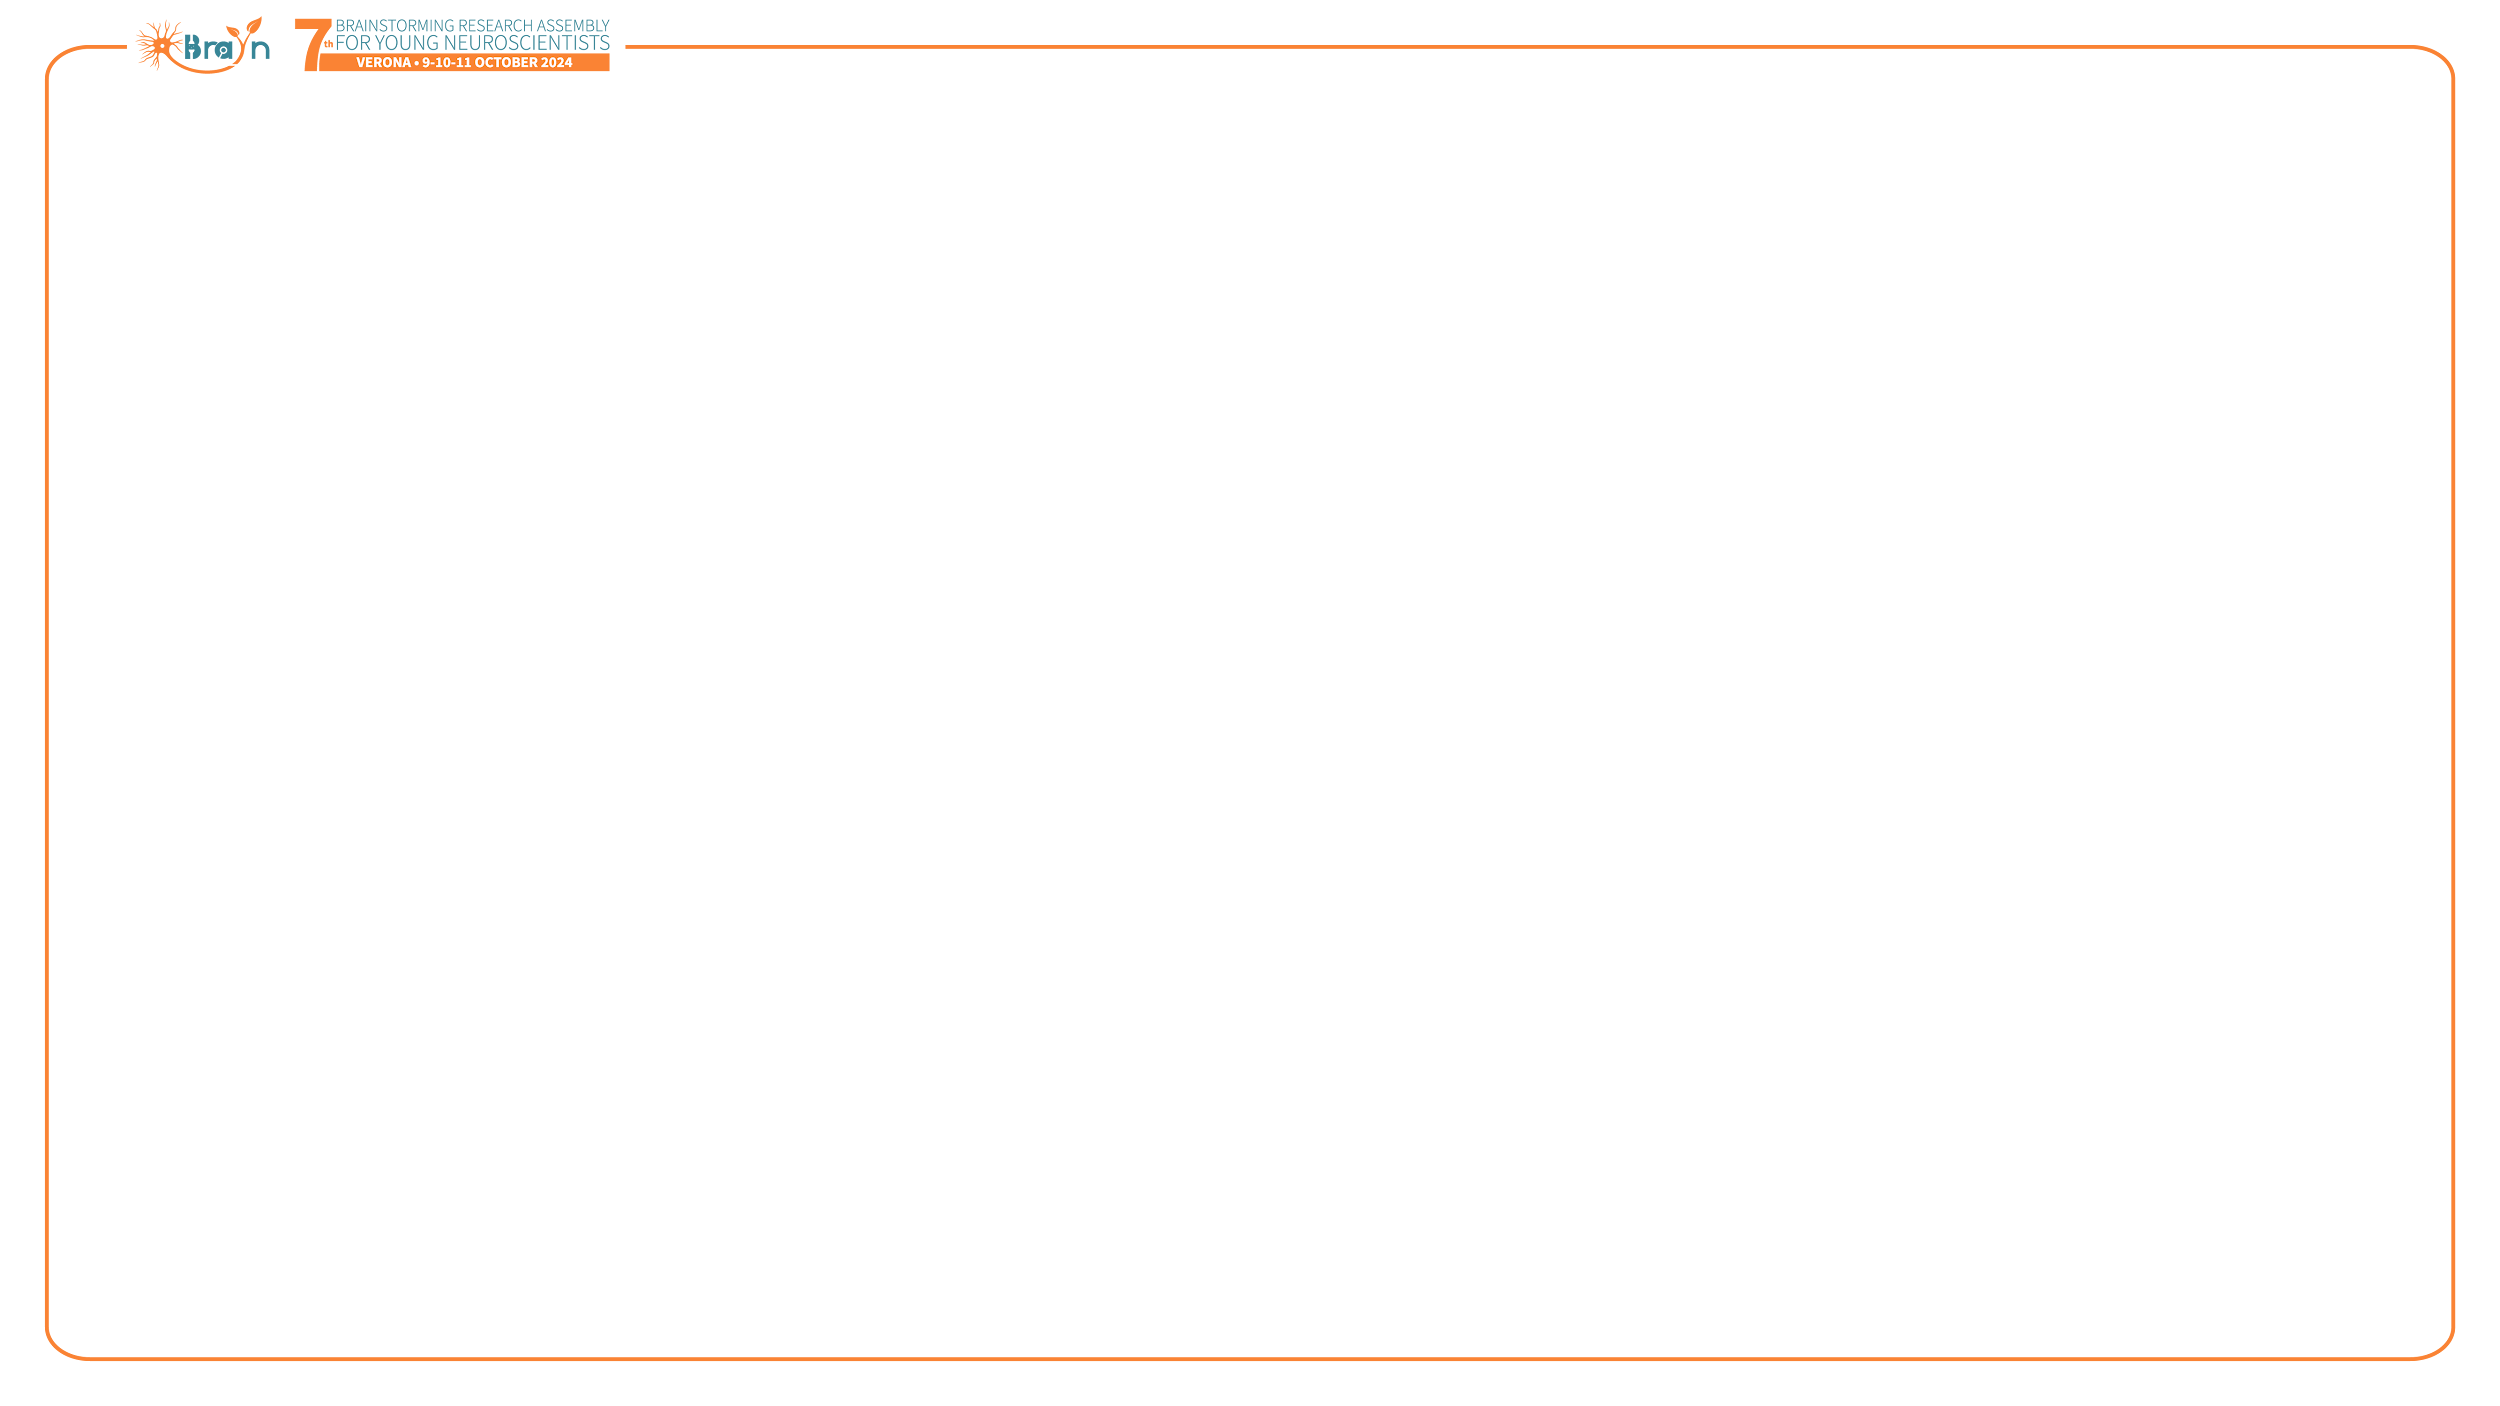 BraYn
7th
BRAINSTORMING RESEARCH ASSEMBLY
FOR YOUNG NEUROSCIENTISTS
VERONA • 9-10-11 OCTOBER 2024